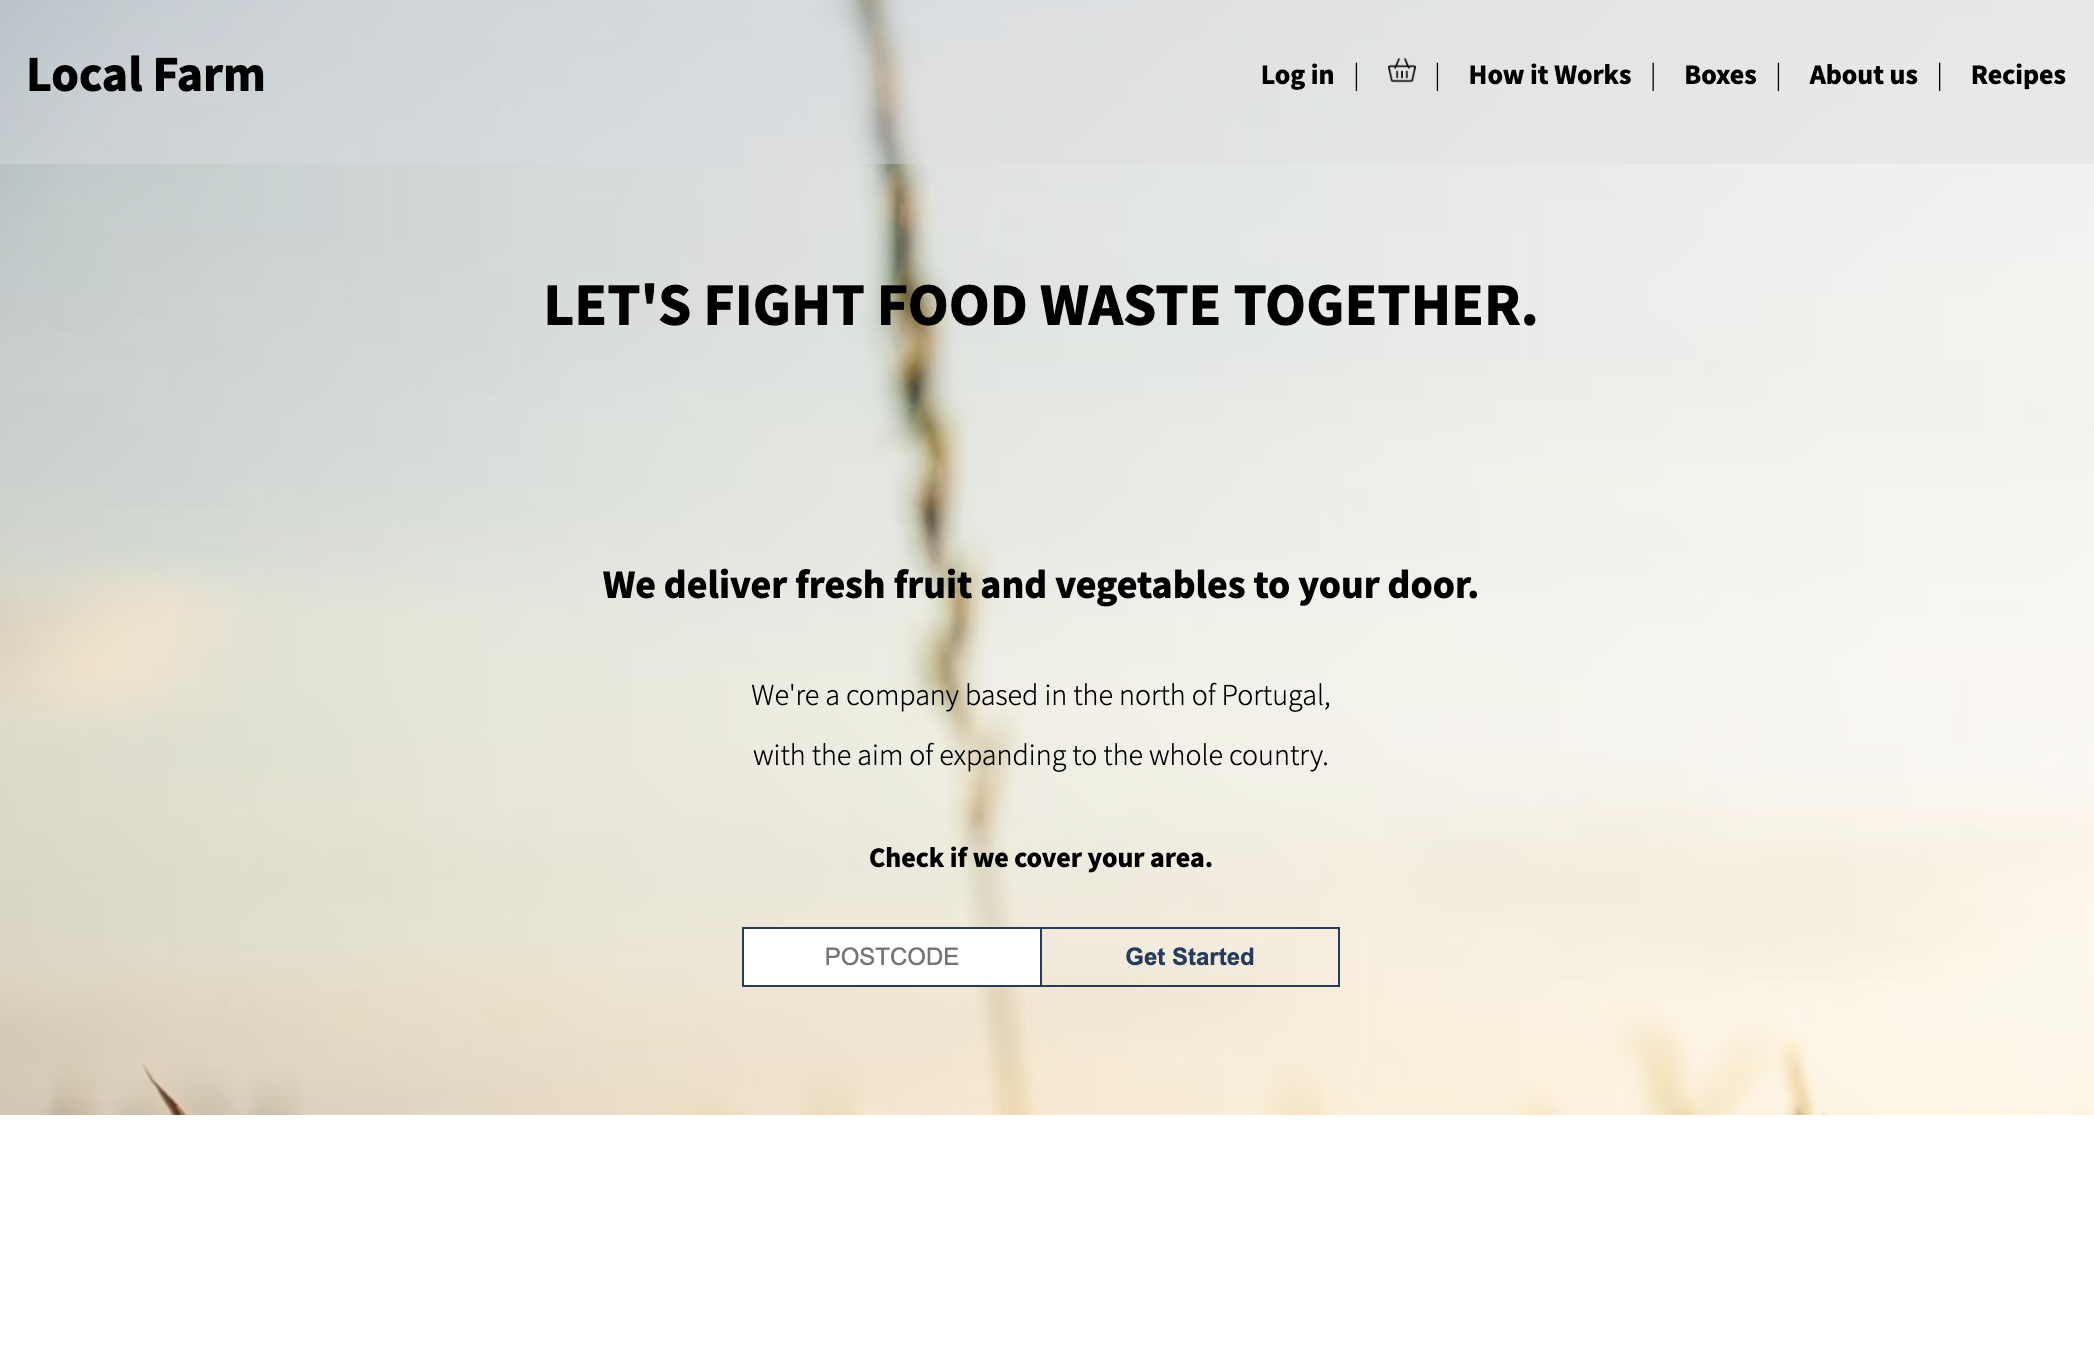 Local Farm
Log in | | How it Works | Boxes | About us | Recipes
LET'S FIGHT FOOD WASTE TOGETHER.
We deliver fresh fruit and vegetables to your door.
We're a company based in the north of Portugal,
with the aim of expanding to the whole country.
Check if we cover your area.
POSTCODE Get Started